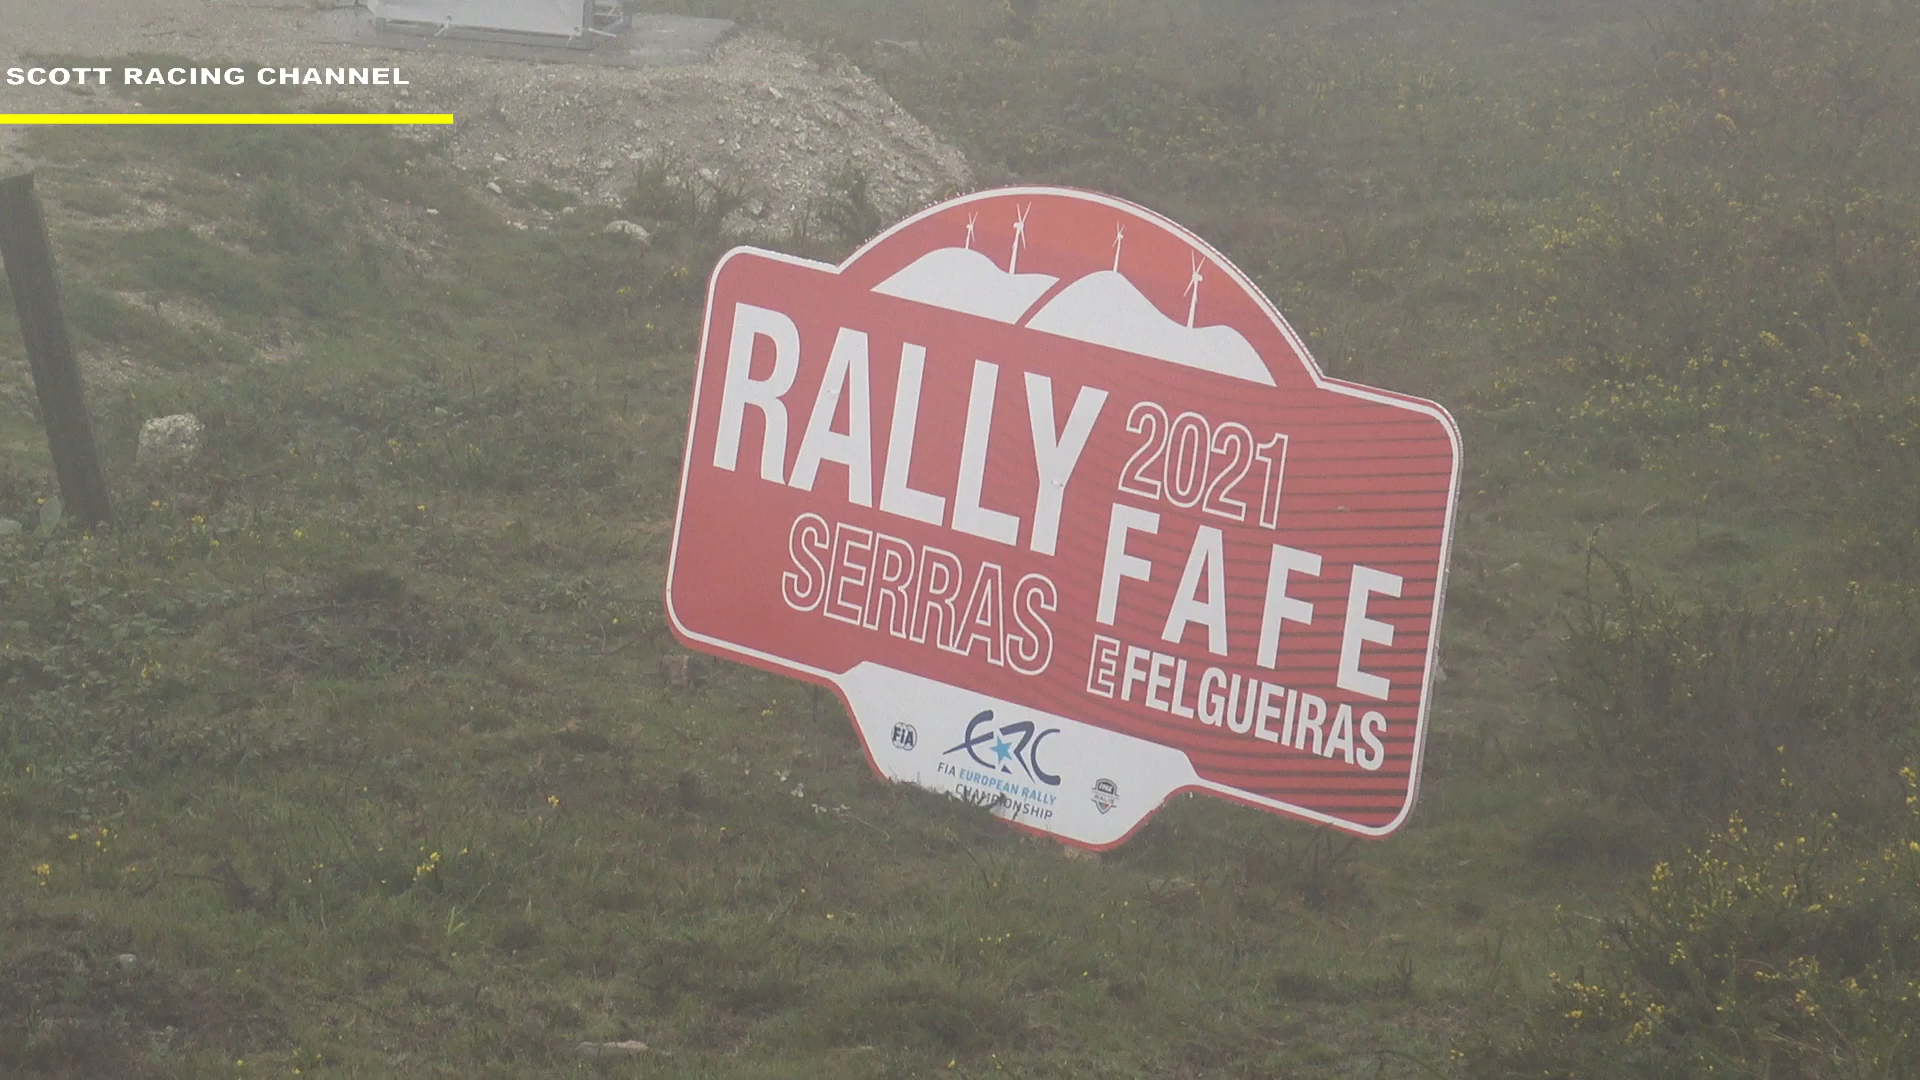 SCOTT RACING CHANNEL
RALLY 2021
SERRAS FAFE
E FELGUEIRAS
FIA
ERC
FIA EUROPEAN RALLY
CHAMPIONSHIP